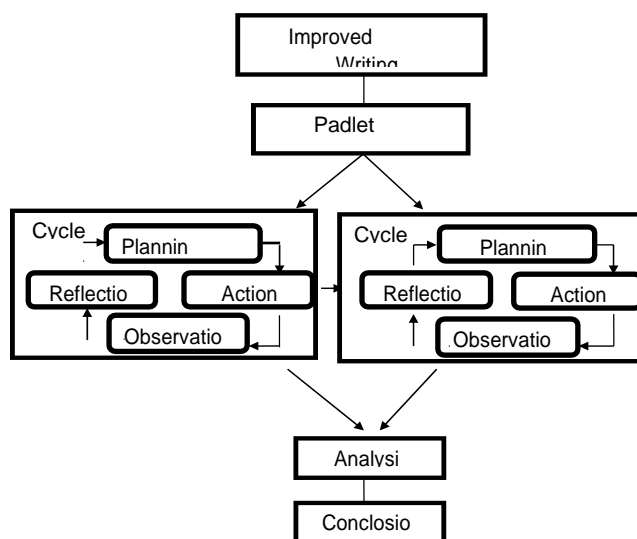 Improved
Writing
Padlet
Cycle
Plannin
Reflectio
Action
Observatio
Cycle
Plannin
Reflectio
Action
Observatio
Analysi
Conclosio